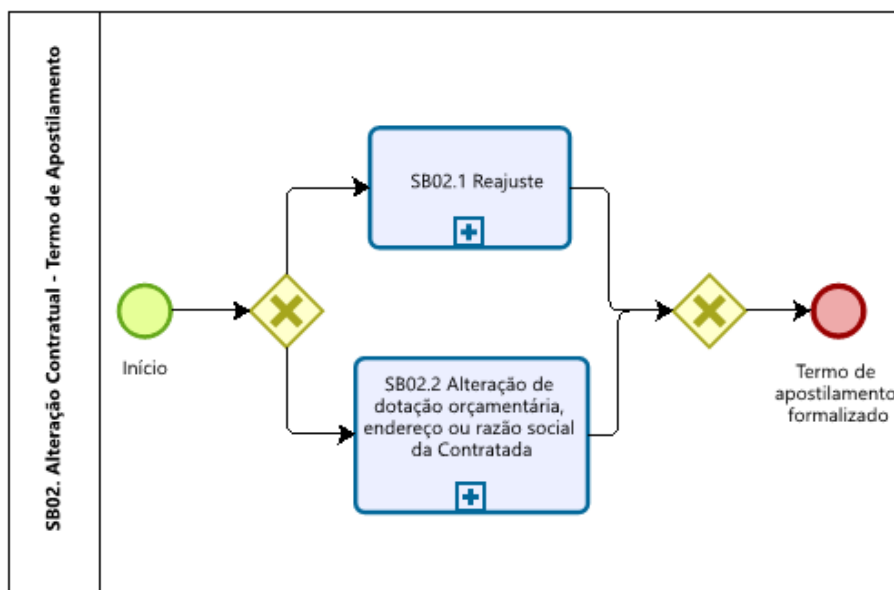 SB02. Alteração Contratual - Termo de Apostilamento
SB02.1 Reajuste
Início
SB02.2 Alteração de
dotação orçamentária,
endereço ou razão social
da Contratada
Termo de
apostilamento
formalizado